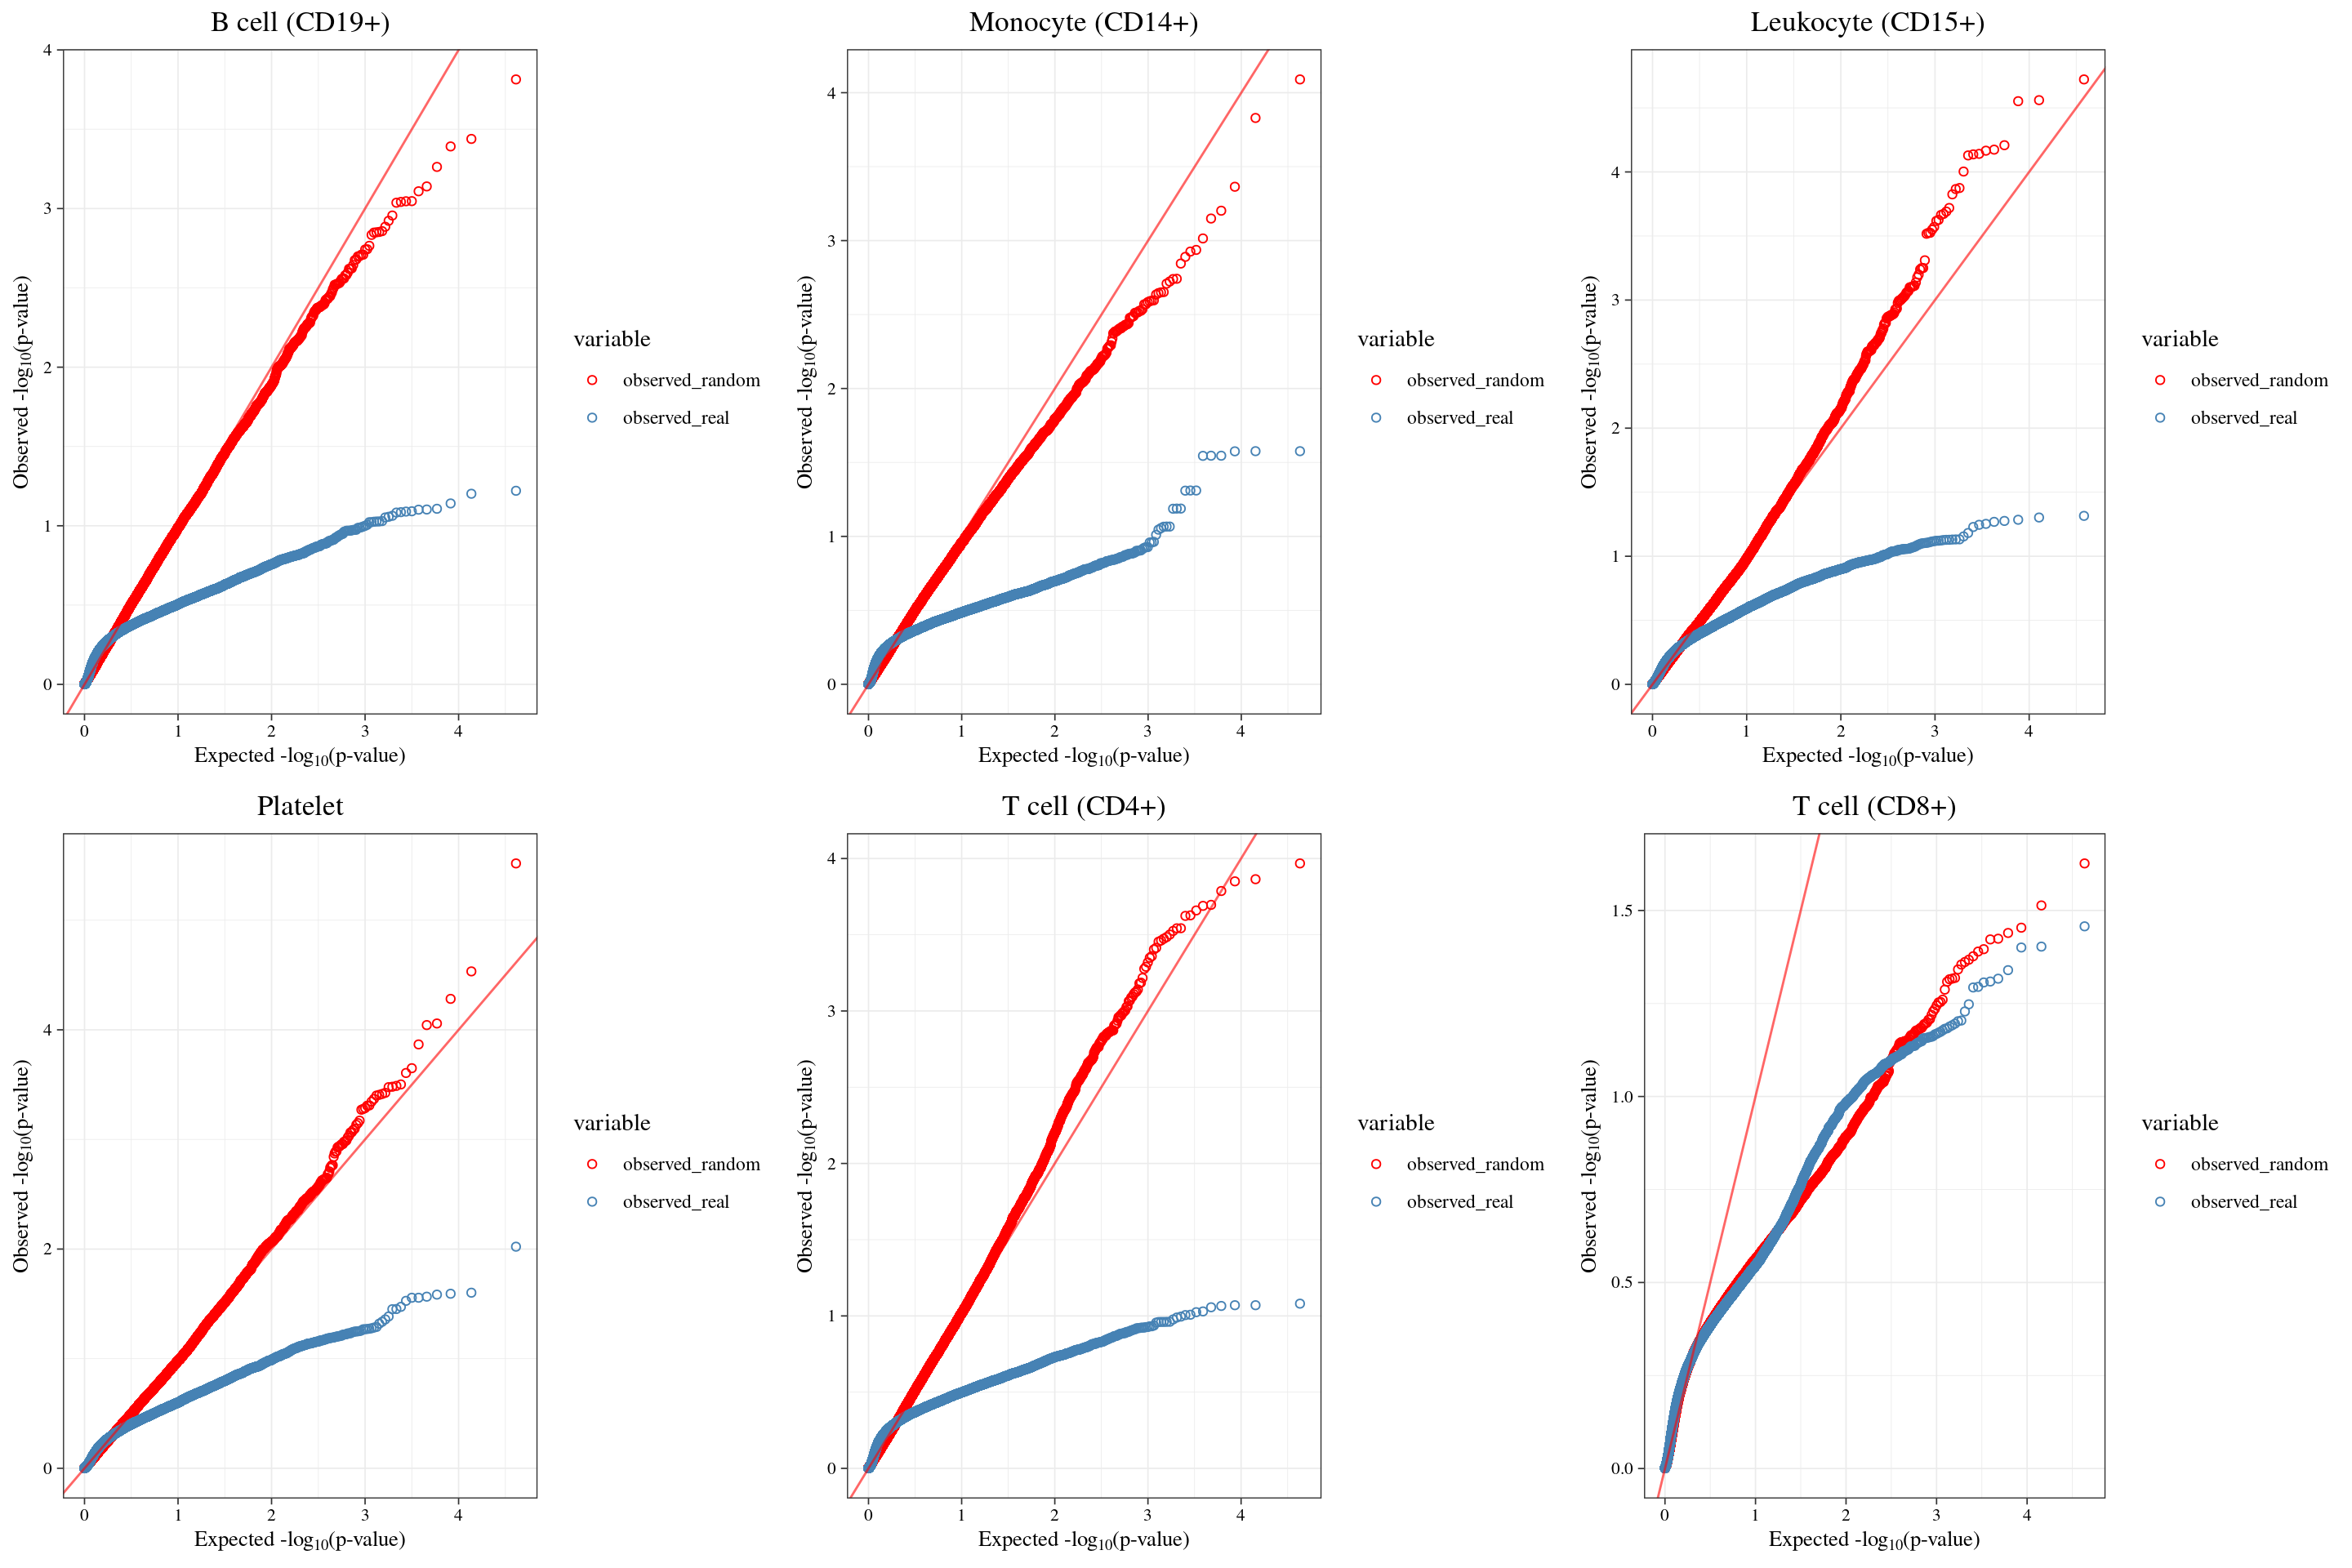 B cell (CD19+)
4
3
2
1
0
Observed -log10(p-value)
0 1 2 3 4
Expected -log10(p-value)
variable
observed_random
observed_real
Monocyte (CD14+)
4
3
2
1
0
Observed -log10(p-value)
0 1 2 3 4
Expected -log10(p-value)
variable
observed_random
observed_real
Leukocyte (CD15+)
4
3
2
1
0
Observed -log10(p-value)
0 1 2 3 4
Expected -log10(p-value)
variable
observed_random
observed_real
Platelet
4
2
0
Observed -log10(p-value)
0 1 2 3 4
Expected -log10(p-value)
variable
observed_random
observed_real
T cell (CD4+)
4
3
2
1
0
Observed -log10(p-value)
0 1 2 3 4
Expected -log10(p-value)
variable
observed_random
observed_real
T cell (CD8+)
1.5
1.0
0.5
0.0
Observed -log10(p-value)
0 1 2 3 4
Expected -log10(p-value)
variable
observed_random
observed_real